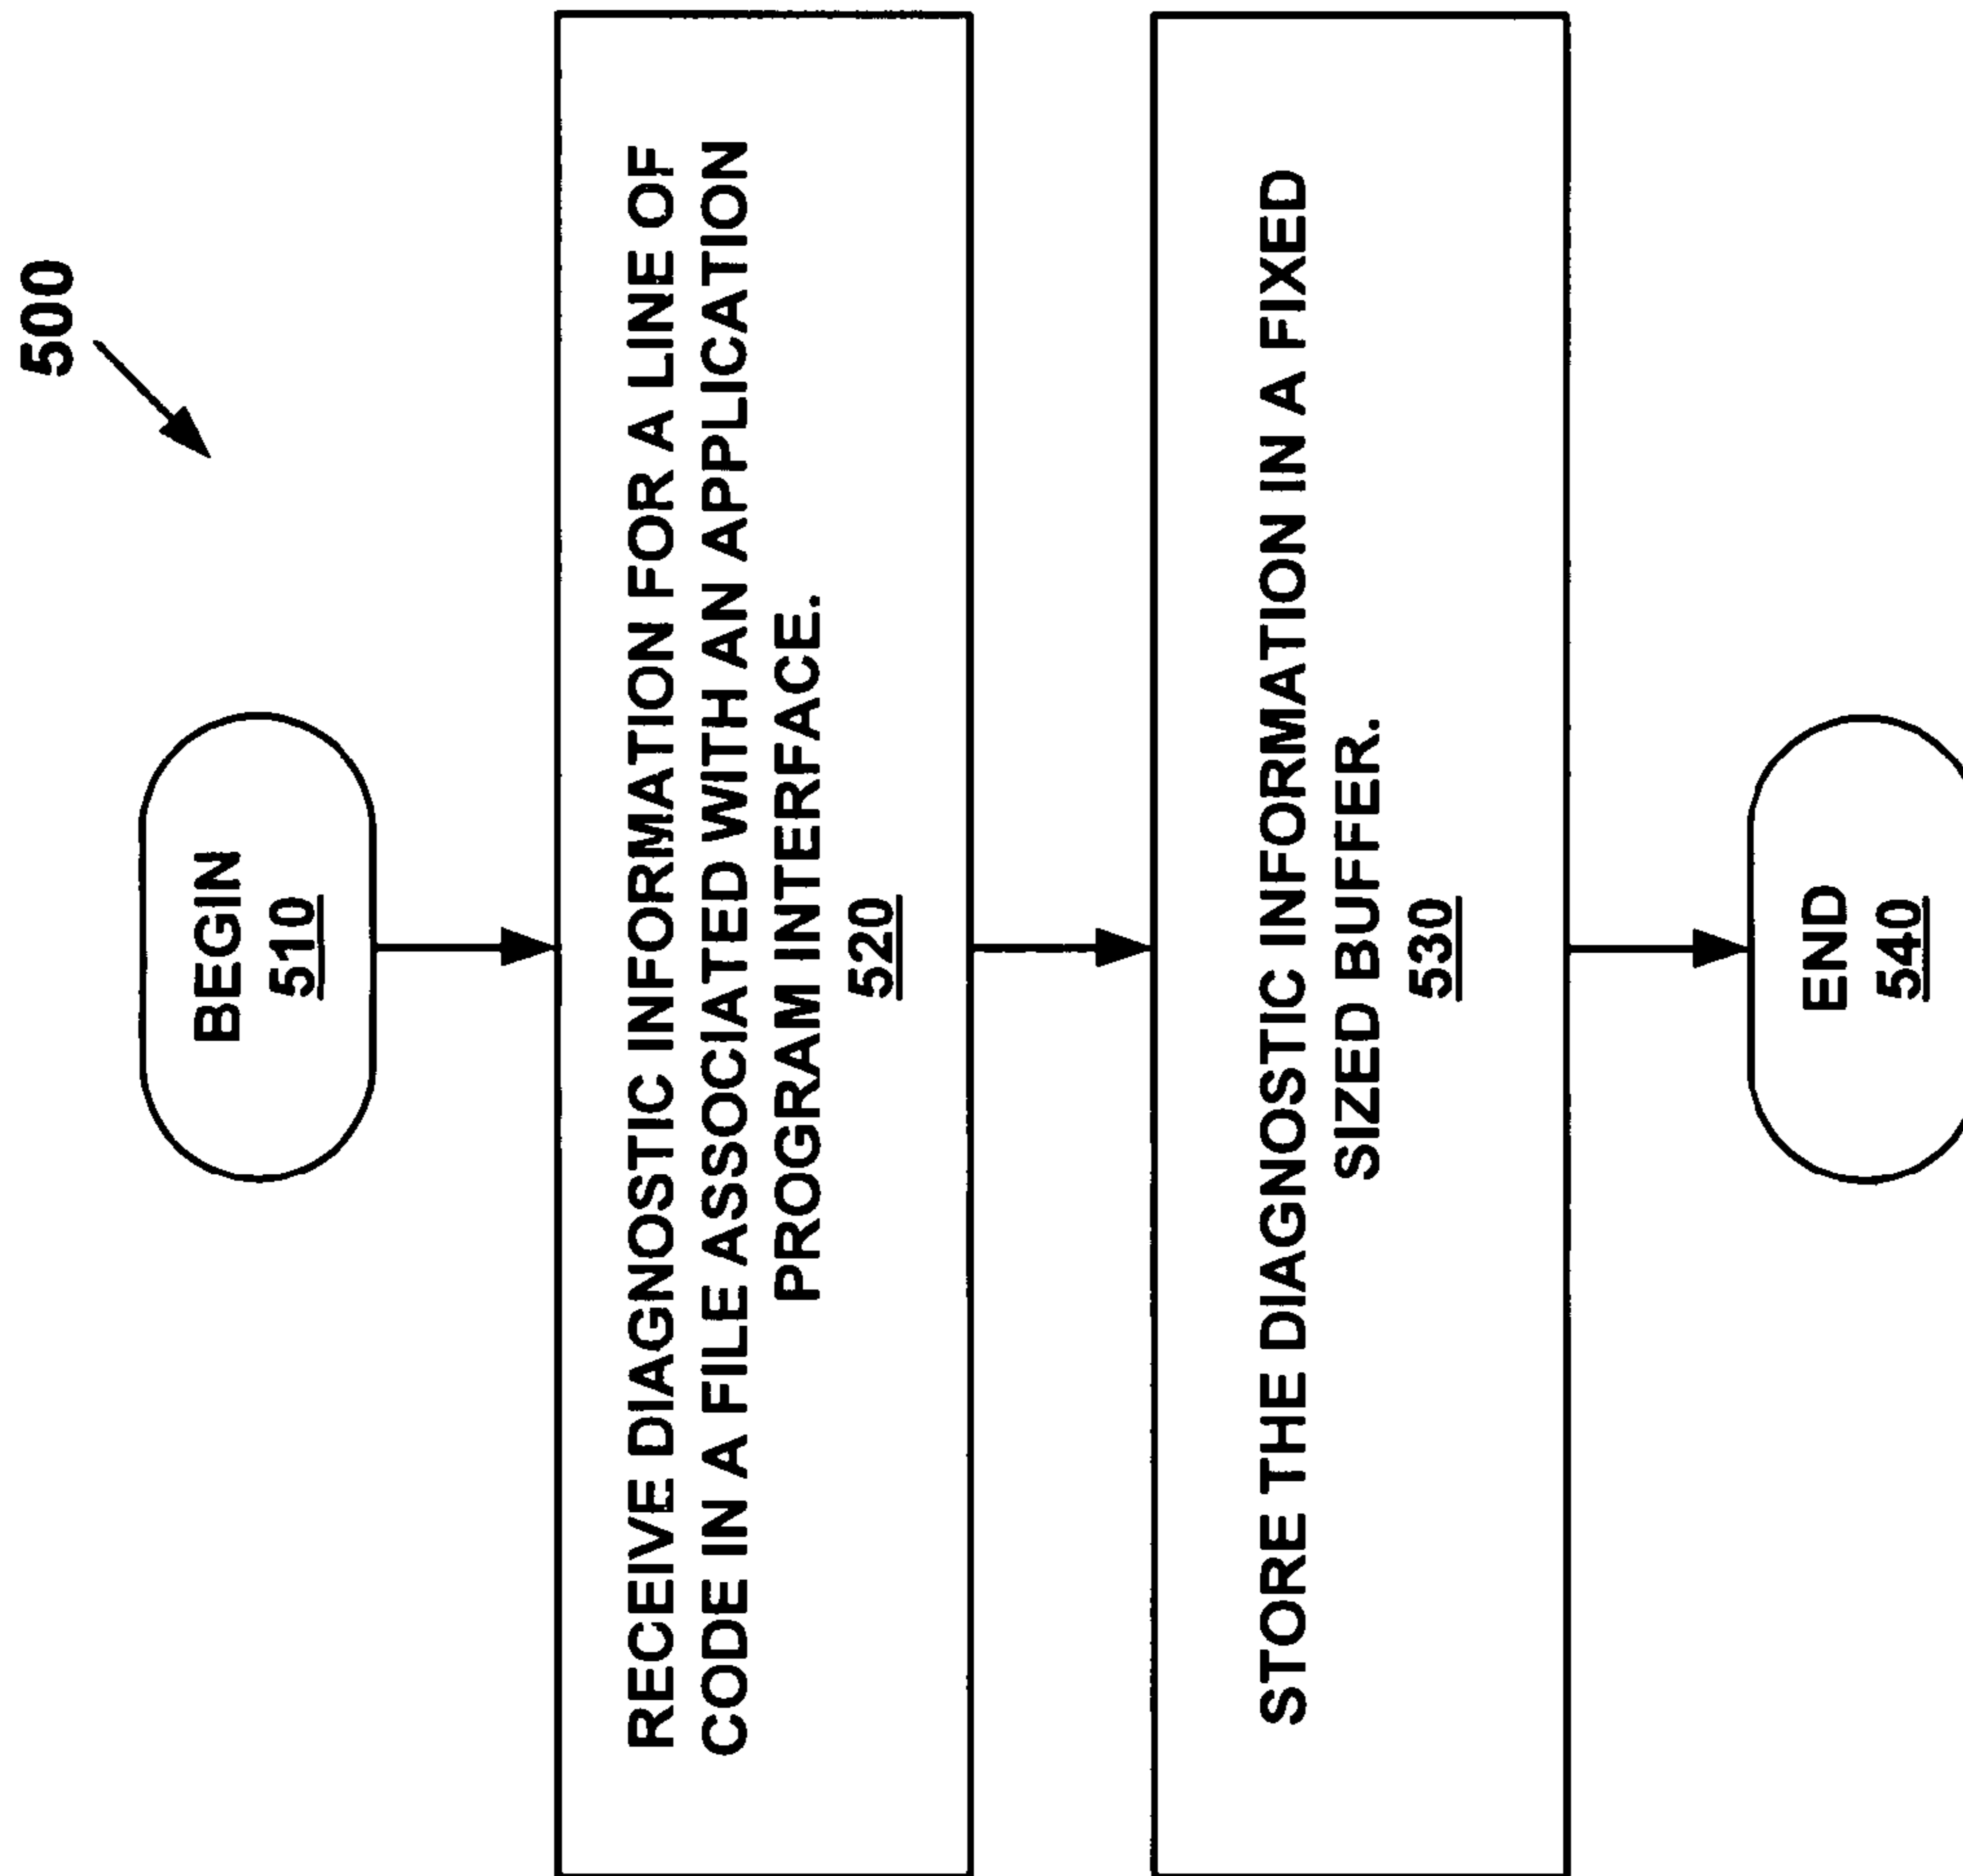 500
BEGIN
510
RECEIVE DIAGNOSTIC INFORMATION FOR A LINE OF
CODE IN A FILE ASSOCIATED WITH AN APPLICATION
PROGRAM INTERFACE.
520
STORE THE DIAGNOSTIC INFORMATION IN A FIXED
SIZED BUFFER.
530
END
540